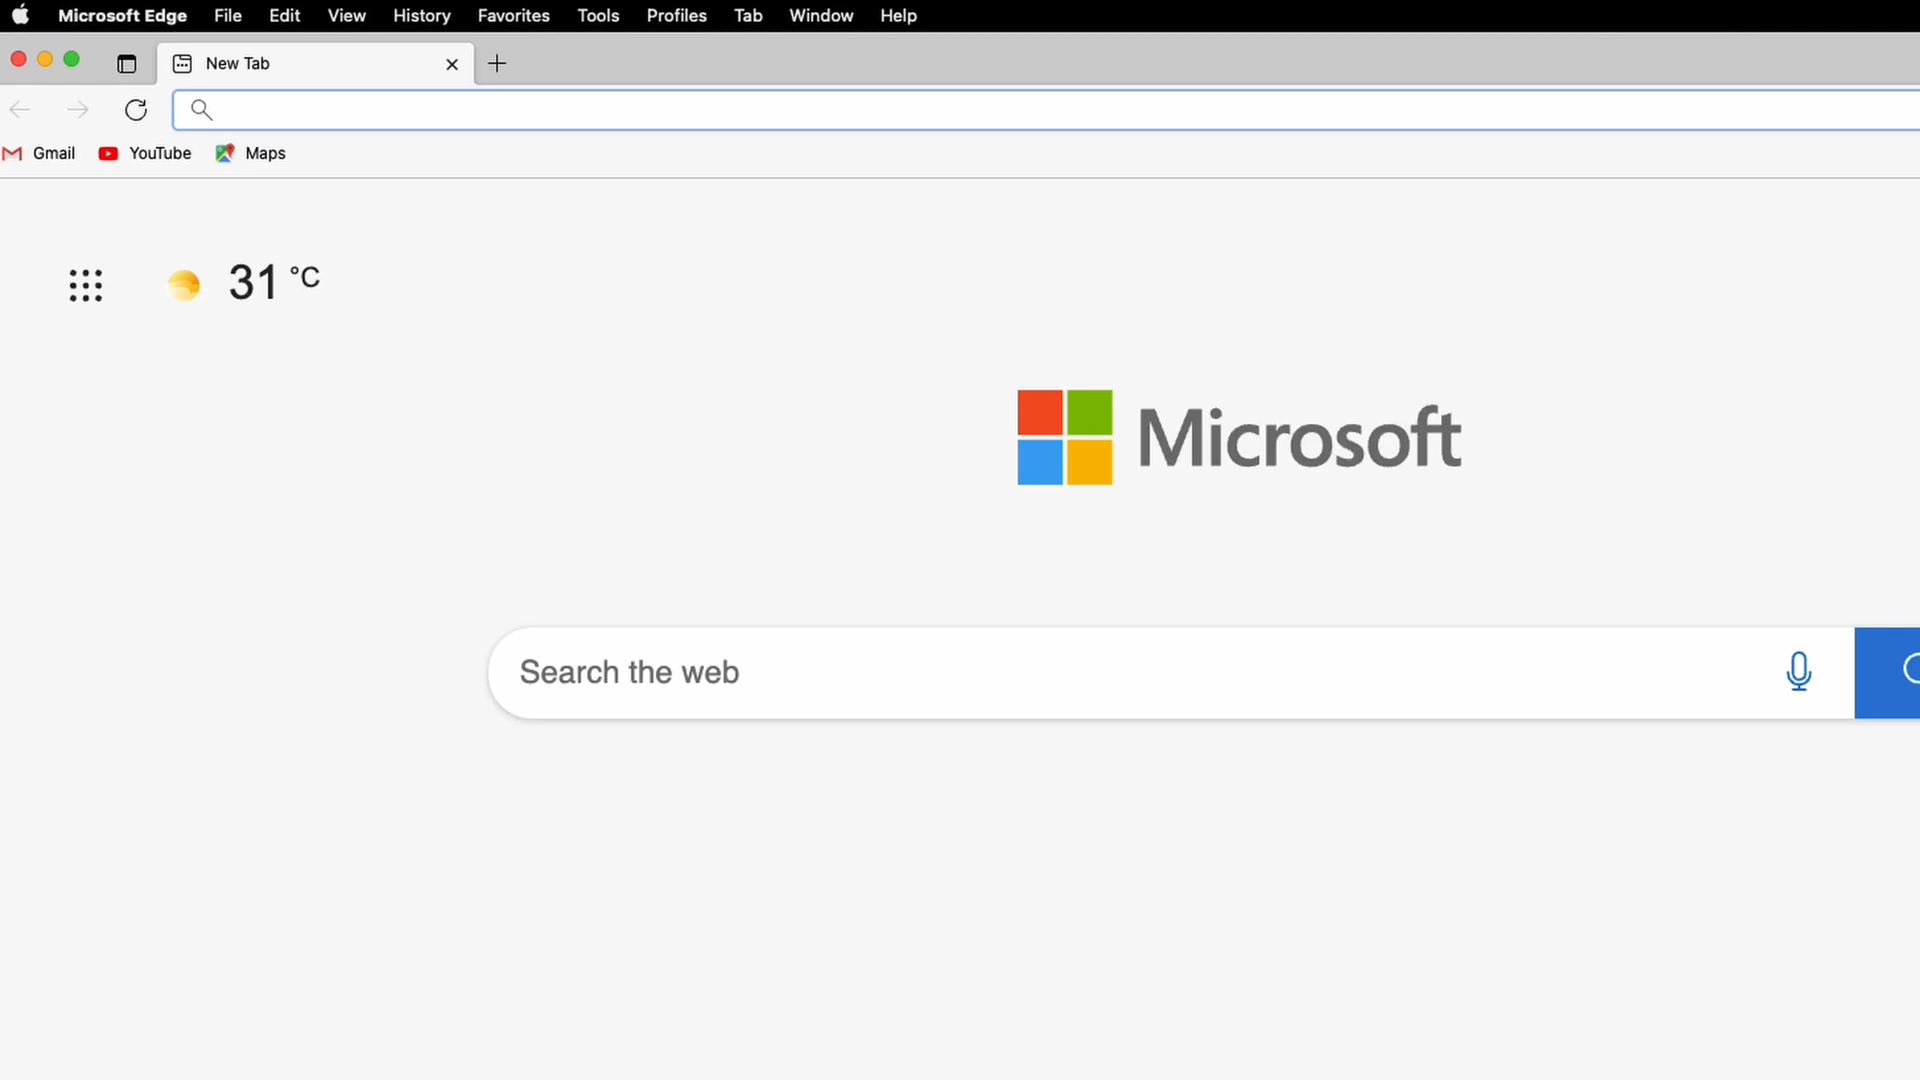 Microsoft Edge File Edit View History Favorites Tools Profiles Tab Window Help
New Tab
Gmail YouTube Maps
31 °C
Microsoft
Search the web